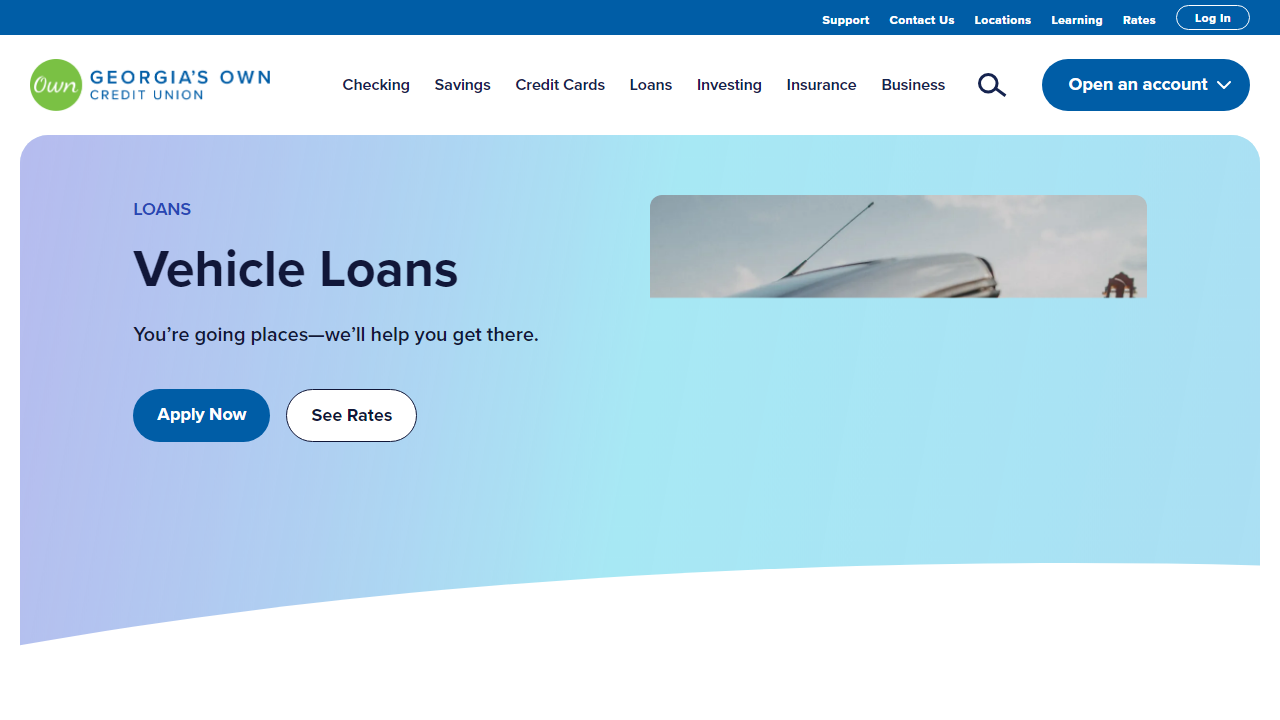 Support Contact Us Locations Learning Rates Log In
Own GEORGIA'S OWN
CREDIT UNION
Checking Savings Credit Cards Loans Investing Insurance Business Open an account
LOANS
Vehicle Loans
You’re going places—we’ll help you get there.
Apply Now See Rates